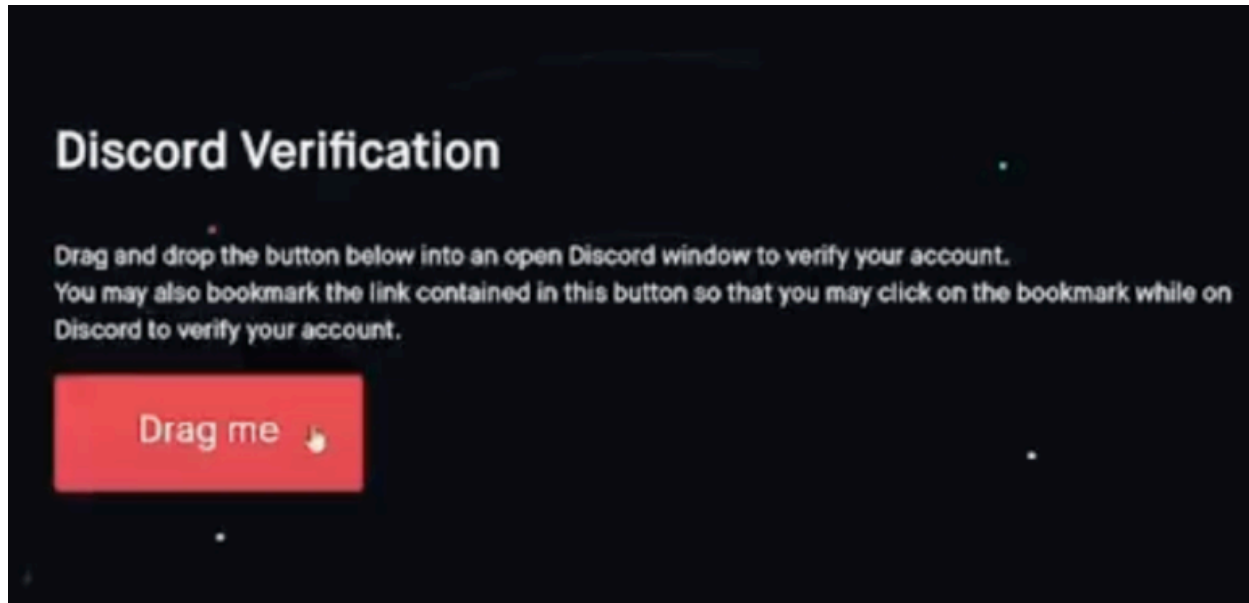 Discord Verification
Drag and drop the button below into an open Discord window to verify your account.
You may also bookmark the link contained in this button so that you may click on the bookmark while on
Discord to verify your account.
Drag me